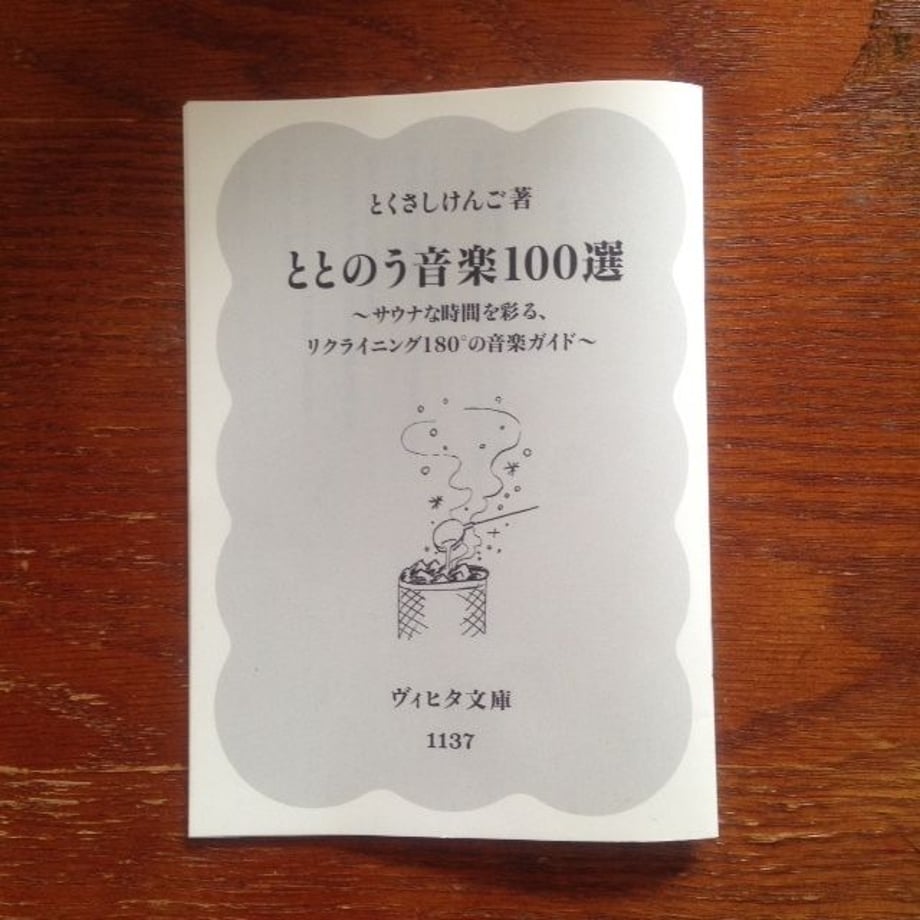 とくさしけんご著
ととのう音楽100選
～サウナな時間を彩る、
リクライニング180°の音楽ガイド～
ヴィヒタ文庫
1137